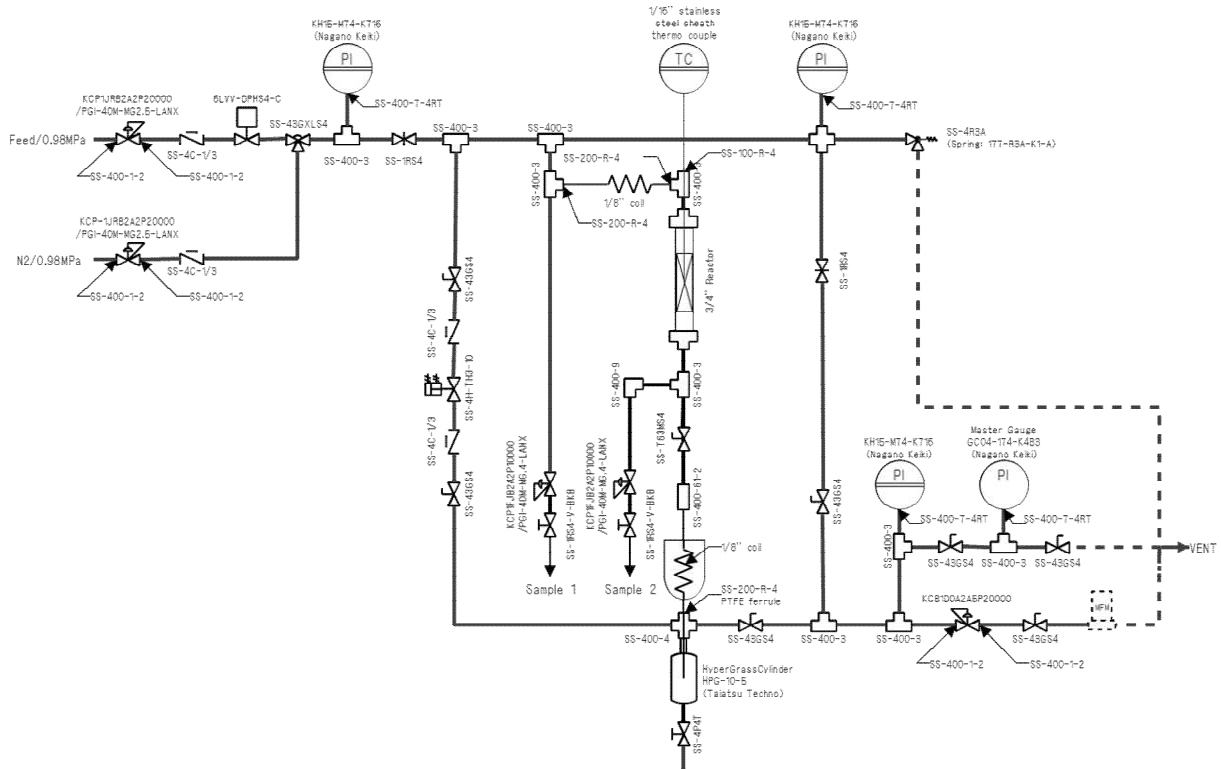 KH15-M74-K716
(Nagano Keiki)
PI
1/16" stainless
steel sheath
thermo couple
TC
KH15-M74-K716
(Nagano Keiki)
PI
KCP1JRB2A2P20000
/PGI-40M-MG2.5-LANX
6LVV-DPHS4-C
SS-43GXLS4
SS-400-7-4RT
SS-400-7-4RT
Feed/0.98MPa
SS-4C-1/3
SS-400-3
SS-1RS4
SS-400-3
SS-400-3
SS-4R3A
(Spring: 177-R3A-K1-A)
SS-400-1-2
SS-400-1-2
SS-400-3
SS-200-R-4
SS-100-R-4
SS-400-3
1/8" coil
SS-200-R-4
KCP-1JRB2A2P20000
/PGI-40M-MG2.5-LANX
N2/0.98MPa
SS-4C-1/3
SS-400-1-2
SS-400-1-2
SS-43GS4
3/4" Reactor
SS-1RS4
SS-4C-1/3
SS-4H-TH3-10
SS-400-9
SS-400-3
SS-4C-1/3
SS-T63MS4
SS-43GS4
KCP1FJB2A2P10000
/PGI-40M-MG.4-LANX
SS-1RS4-V-BKB
KCP1FJB2A2P10000
/PGI-40M-MG.4-LANX
SS-1RS4-V-BKB
SS-400-61-2
SS-43GS4
KH15-M74-K716
(Nagano Keiki)
PI
Master Gauge
GC04-174-K4B3
(Nagano Keiki)
PI
SS-400-7-4RT
SS-400-7-4RT
SS-400-3
SS-43GS4
SS-400-3
SS-43GS4
VENT
1/8" coil
Sample 1
Sample 2
SS-200-R-4
PTFE ferrule
KCB1D0A2A5P20000
MFM
SS-400-4
SS-43GS4
SS-400-3
SS-400-3
SS-43GS4
SS-400-1-2
SS-400-1-2
HyperGrassCylinder
HPG-10-5
(Taiatsu Techno)
SS-4P4T